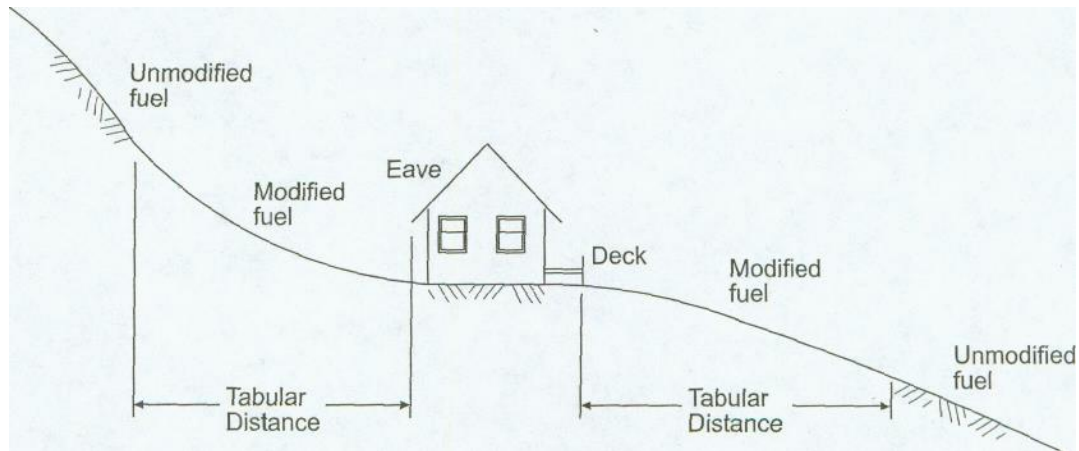 Unmodified
fuel
Modified
fuel
Eave
Deck
Modified
fuel
Unmodified
fuel
Tabular
Distance
Tabular
Distance